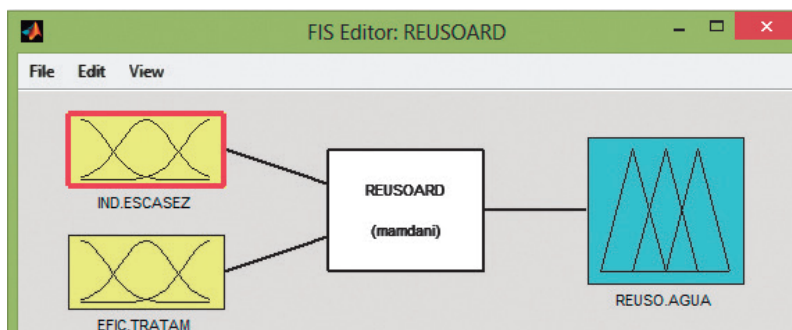 FIS Editor: REUSOARD
File Edit View
IND.ESCASEZ
REUSOARD
(mamdani)
REUSO.AGUA
EFIC.TRATAM